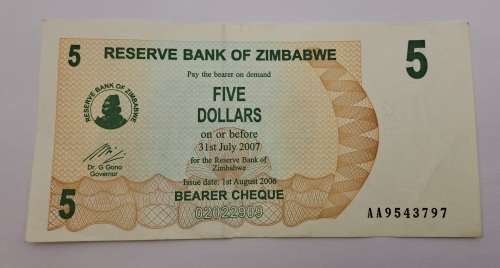 5
RESERVE BANK OF ZIMBABWE
5
Pay the bearer on demand
RESERVE BANK OF ZIMBABWE
FIVE
DOLLARS
on or before
31st July 2007
for the Reserve Bank of
Zimbabwe
Dr. G Gono
Governor
Issue date: 1st August 2006
5
BEARER CHEQUE
02022909
AA9543797